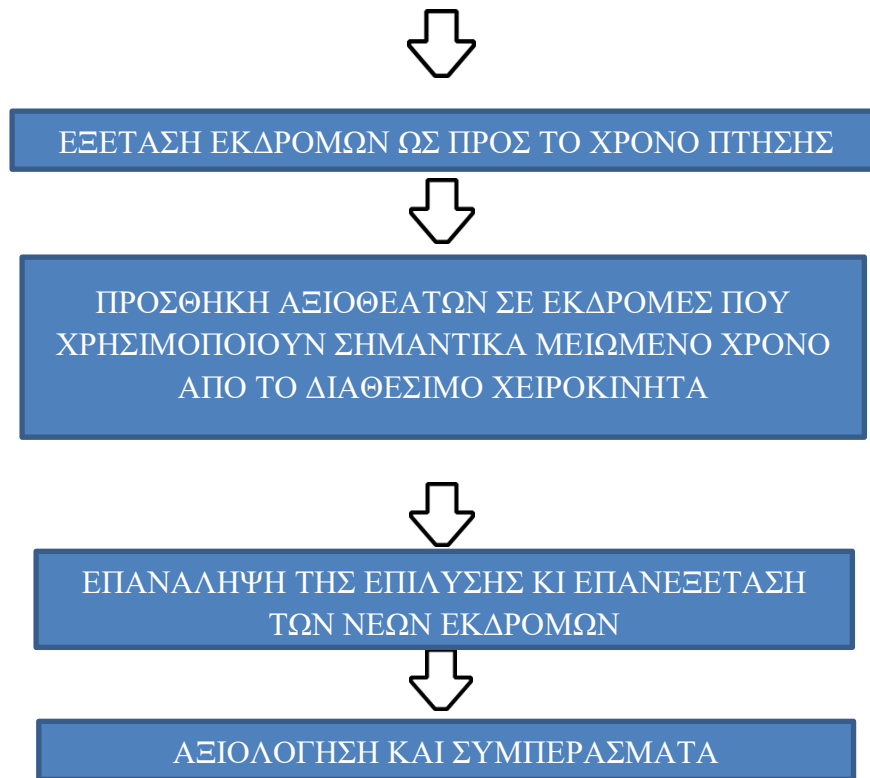 ΕΞΕΤΑΣΗ ΕΚΔΡΟΜΩΝ ΩΣ ΠΡΟΣ ΤΟ ΧΡΟΝΟ ΠΤΗΣΗΣ
ΠΡΟΣΘΗΚΗ ΑΞΙΟΘΕΑΤΩΝ ΣΕ ΕΚΔΡΟΜΕΣ ΠΟΥ
ΧΡΗΣΙΜΟΠΟΙΟΥΝ ΣΗΜΑΝΤΙΚΑ ΜΕΙΩΜΕΝΟ ΧΡΟΝΟ
ΑΠΟ ΤΟ ΔΙΑΘΕΣΙΜΟ ΧΕΙΡΟΚΙΝΗΤΑ
ΕΠΑΝΑΛΗΨΗ ΤΗΣ ΕΠΙΛΥΣΗΣ ΚΙ ΕΠΑΝΕΞΕΤΑΣΗ
ΤΩΝ ΝΕΩΝ ΕΚΔΡΟΜΩΝ
ΑΞΙΟΛΟΓΗΣΗ ΚΑΙ ΣΥΜΠΕΡΑΣΜΑΤΑ